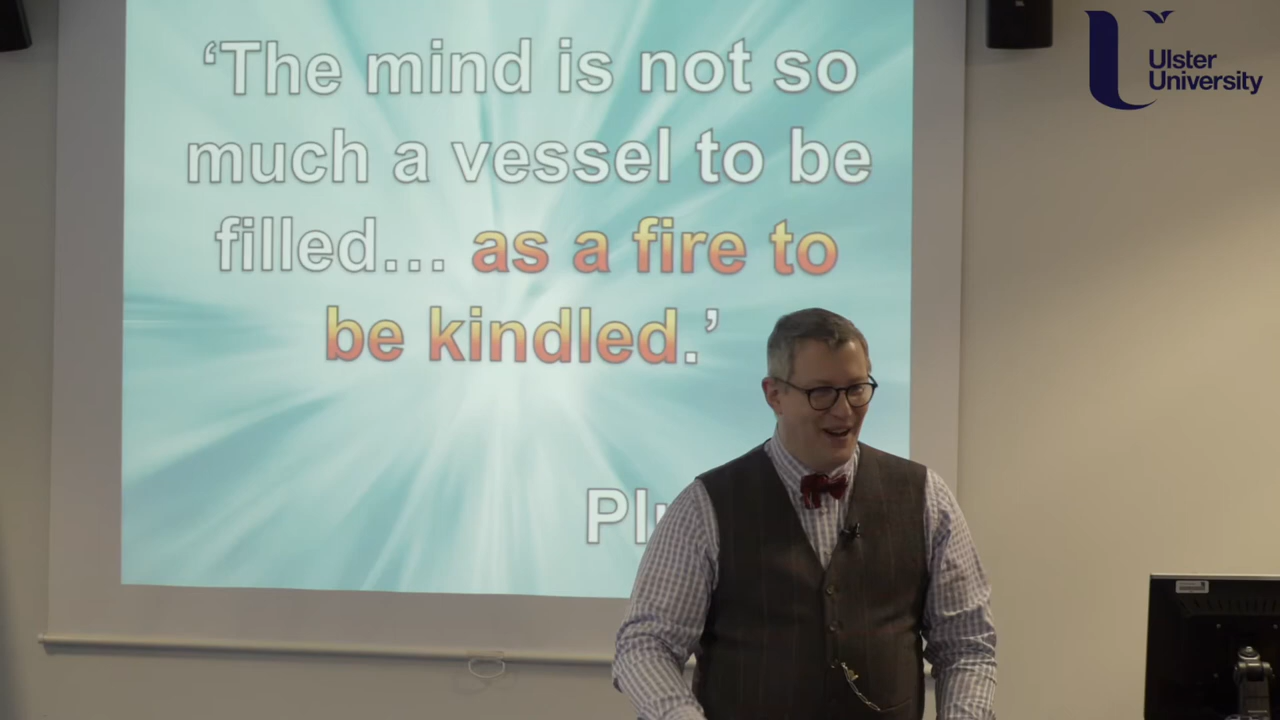 ‘The mind is not so
much a vessel to be
filled… as a fire to
be kindled.’
Ulster
University